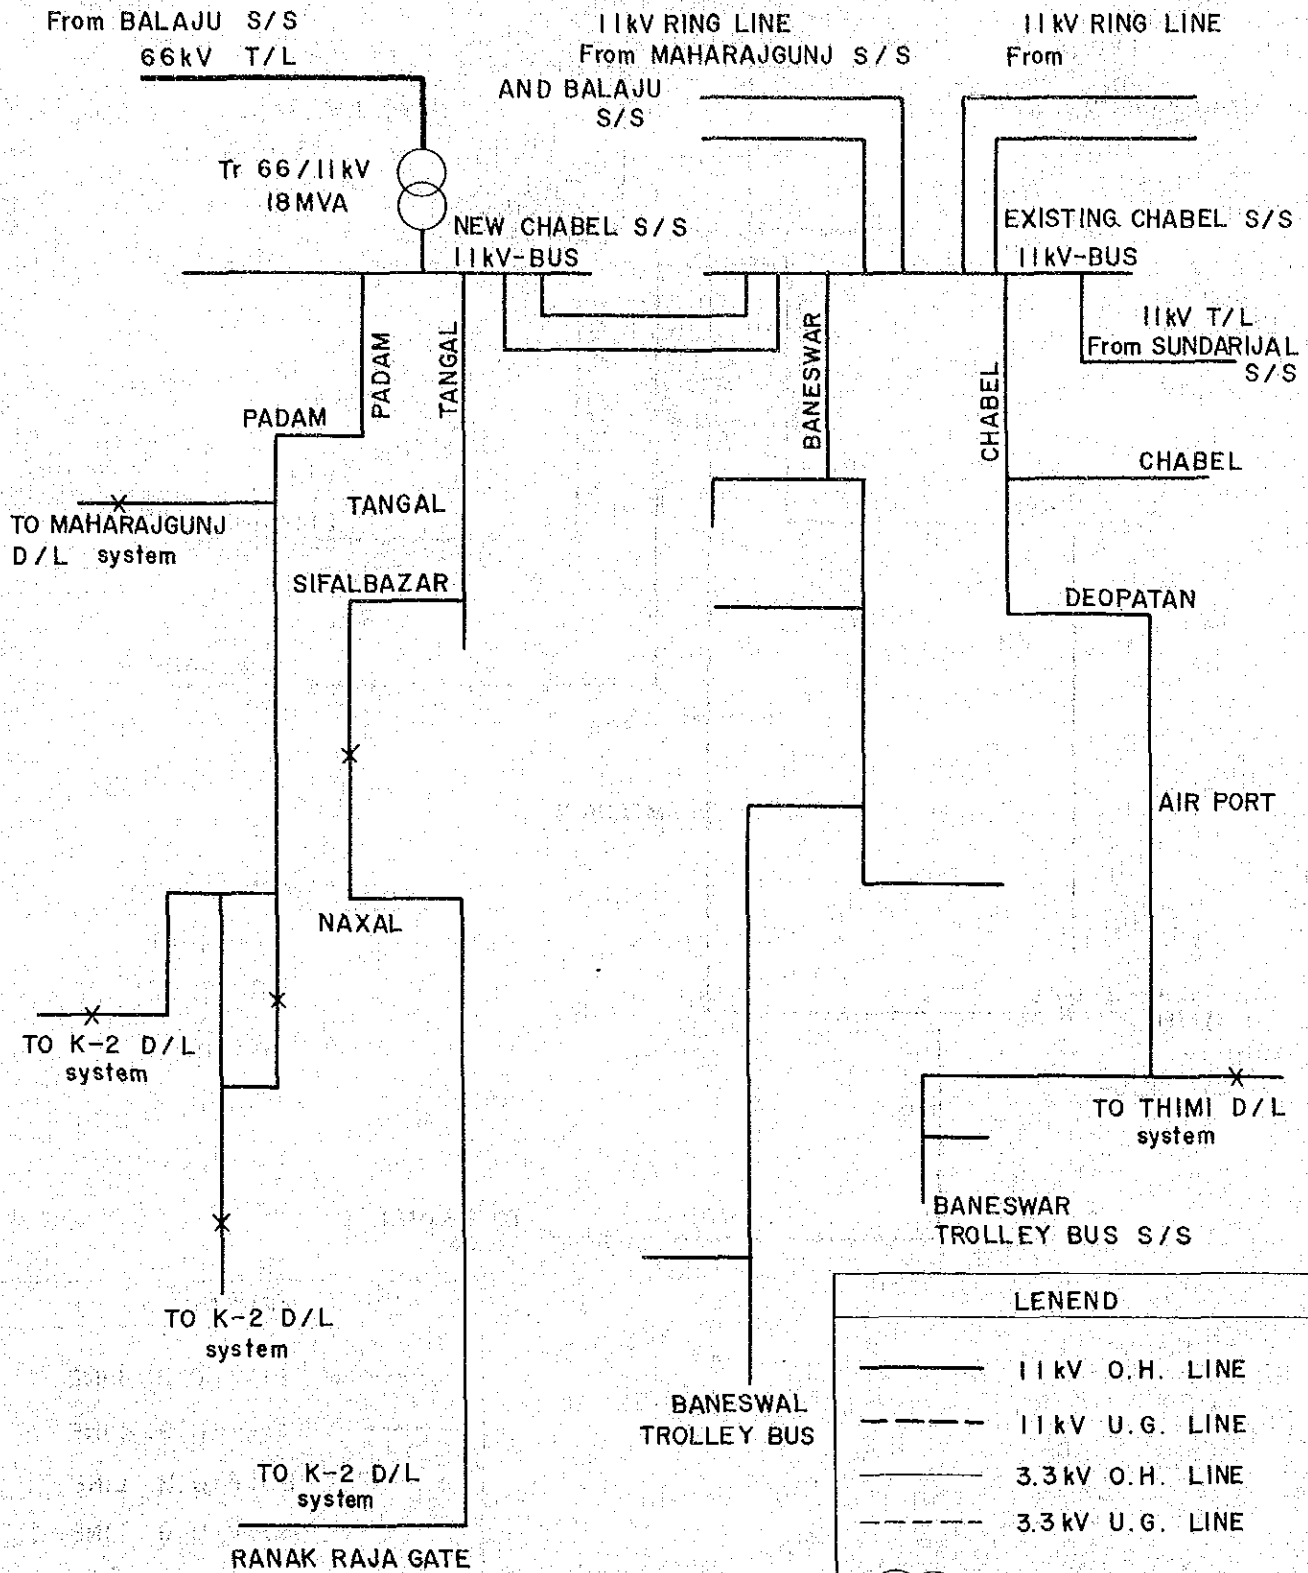 From BALAJU S/S
66kV T/L
11kV RING LINE
From MAHARAJGUNJ S/S
AND BALAJU
S/S
11kV RING LINE
From
Tr 66/11kV
18MVA
NEW CHABEL S/S
11kV-BUS
EXISTING CHABEL S/S
11kV-BUS
11kV T/L
From SUNDARIJAL
S/S
PADAM
TANGAL
BANESWAR
CHABEL
PADAM
TANGAL
CHABEL
TO MAHARAJGUNJ
D/L system
SIFALBAZAR
DEOPATAN
AIR PORT
NAXAL
TO K-2 D/L
system
TO THIMI D/L
system
BANESWAR
TROLLEY BUS S/S
TO K-2 D/L
system
BANESWAL
TROLLEY BUS
TO K-2 D/L
system
RANAK RAJA GATE
LENEND
11kV O.H. LINE
11kV U.G. LINE
3.3kV O.H. LINE
3.3kV U.G. LINE